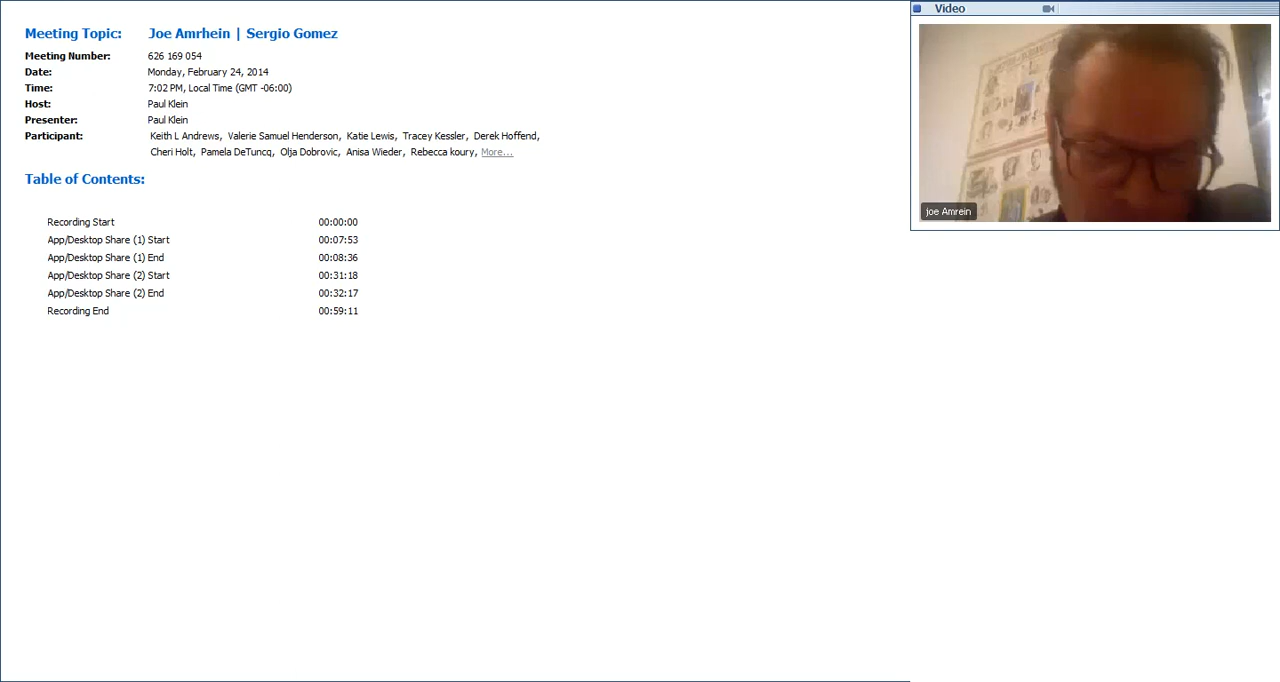 Meeting Topic: Joe Amrhein | Sergio Gomez
Meeting Number: 626 169 054
Date: Monday, February 24, 2014
Time: 7:02 PM, Local Time (GMT -06:00)
Host: Paul Klein
Presenter: Paul Klein
Participant: Keith L Andrews, Valerie Samuel Henderson, Katie Lewis, Tracey Kessler, Derek Hoffend,
Cheri Holt, Pamela DeTuncq, Olja Dobrovic, Anisa Wieder, Rebecca koury, More...
Table of Contents:
Recording Start 00:00:00
App/Desktop Share (1) Start 00:07:53
App/Desktop Share (1) End 00:08:36
App/Desktop Share (2) Start 00:31:18
App/Desktop Share (2) End 00:32:17
Recording End 00:59:11
Video
joe Amrein